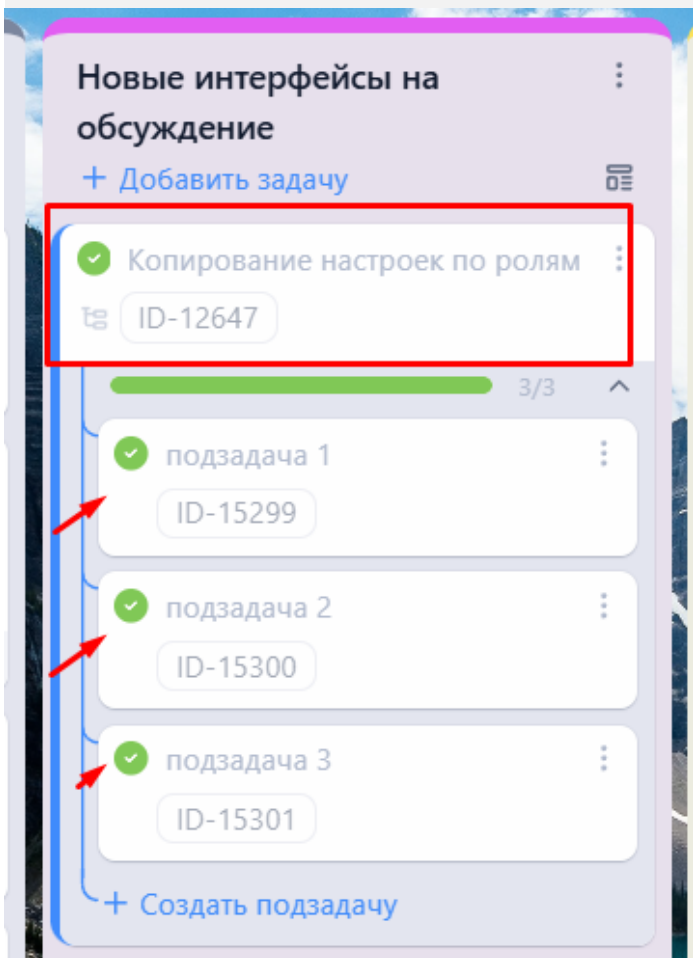 Новые интерфейсы на
обсуждение
+ Добавить задачу
Копирование настроек по ролям
ID-12647
3/3
подзадача 1
ID-15299
подзадача 2
ID-15300
подзадача 3
ID-15301
+ Создать подзадачу